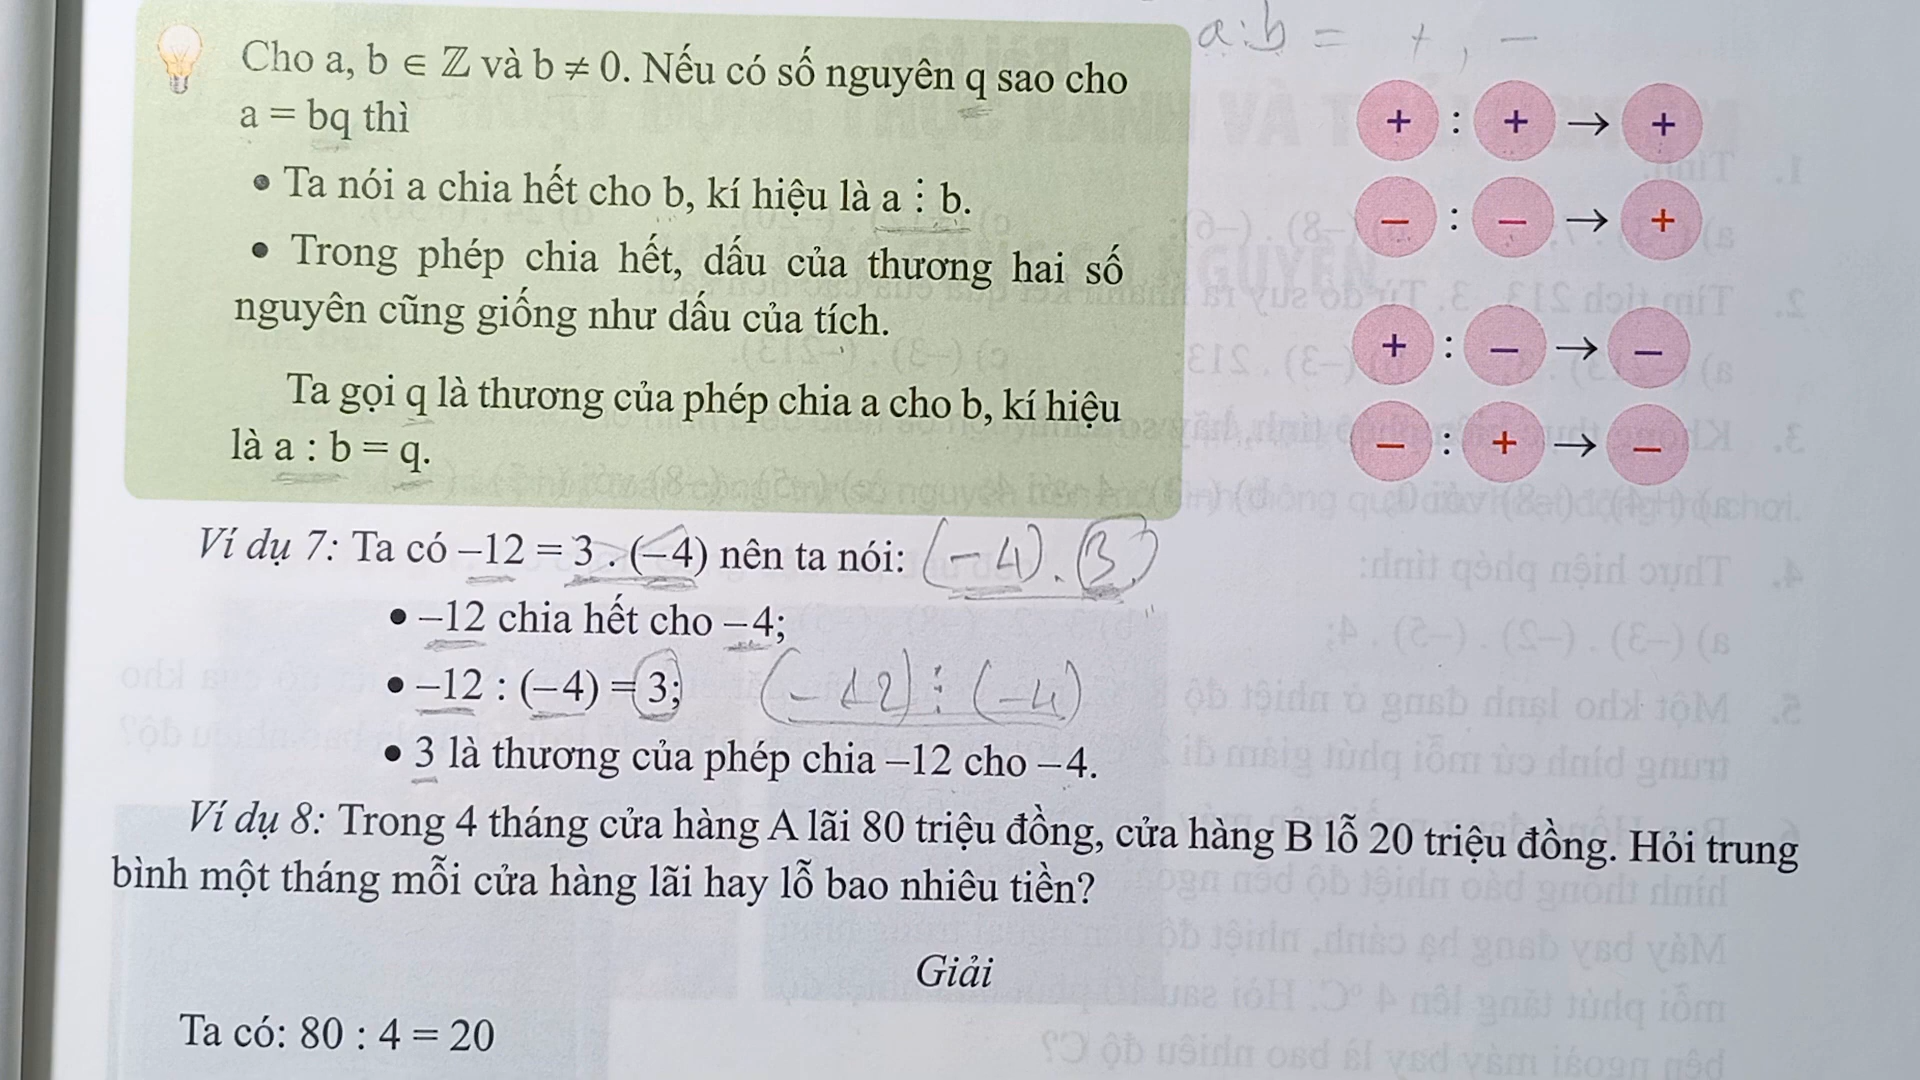 a : b = + , −
Cho a, b ∈ ℤ và b ≠ 0. Nếu có số nguyên q sao cho
a = bq thì
• Ta nói a chia hết cho b, kí hiệu là a ⋮ b.
• Trong phép chia hết, dấu của thương hai số
nguyên cũng giống như dấu của tích.
Ta gọi q là thương của phép chia a cho b, kí hiệu
là a : b = q.
+ : + → +
− : − → +
+ : − → −
− : + → −
Ví dụ 7: Ta có −12 = 3 . (−4) nên ta nói: (−4) . (3)
• −12 chia hết cho −4;
• −12 : (−4) = 3; (−12) ⋮ (−4)
• 3 là thương của phép chia −12 cho −4.
Ví dụ 8: Trong 4 tháng cửa hàng A lãi 80 triệu đồng, cửa hàng B lỗ 20 triệu đồng. Hỏi trung
bình một tháng mỗi cửa hàng lãi hay lỗ bao nhiêu tiền?
Giải
Ta có: 80 : 4 = 20